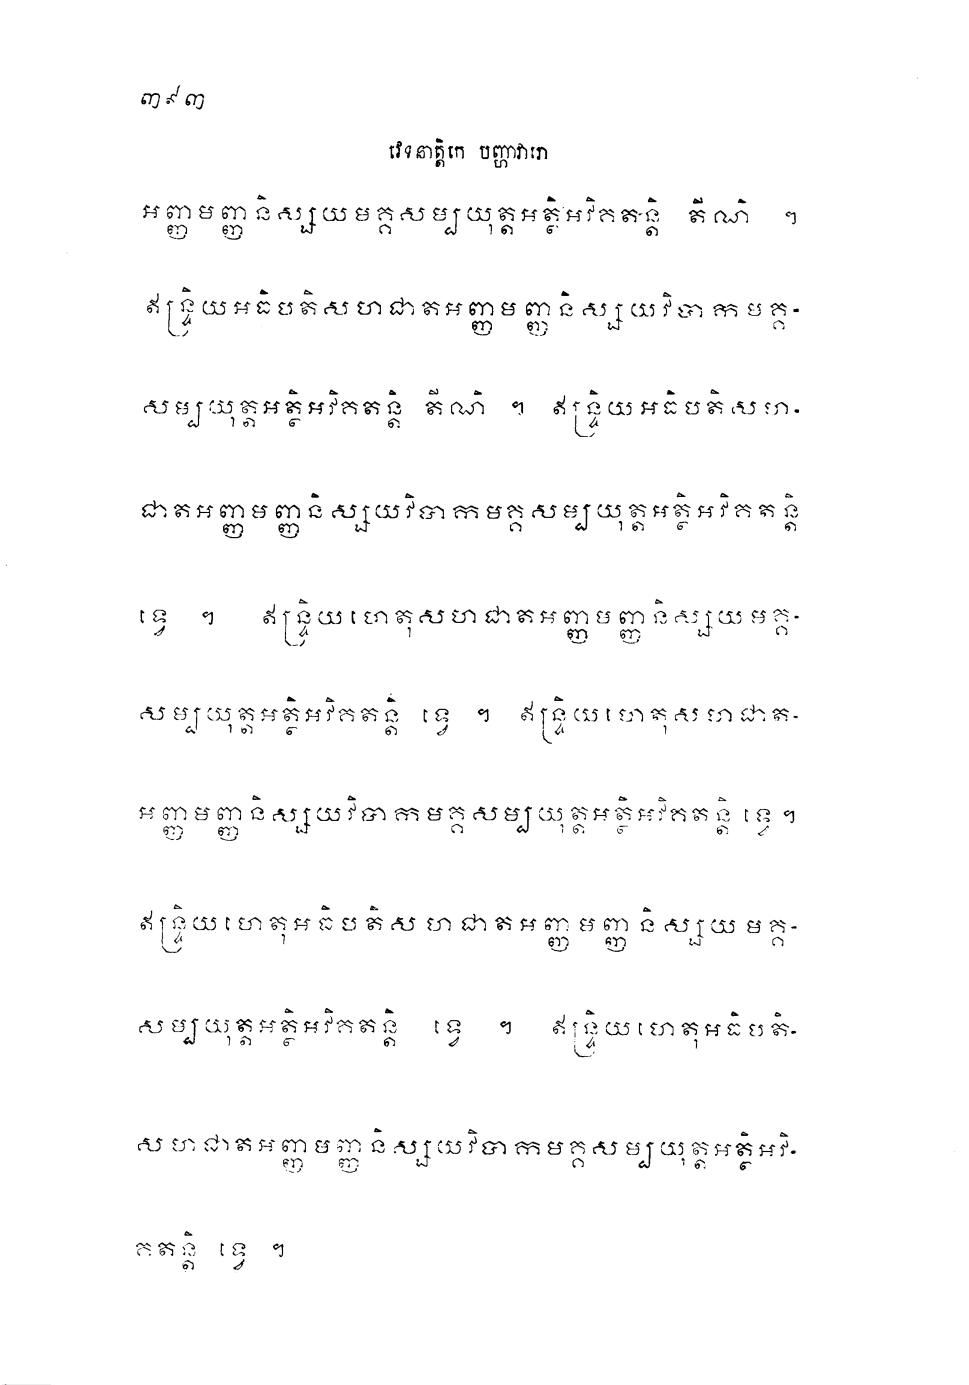 ៣៩៣
វេទនាត្តិកេ បញ្ហាវារោ
អញ្ញមញ្ញនិស្សយមគ្គសម្បយុត្តអត្ថិអវិគតន្តិ តីណិ ។
ឥន្ទ្រិយអធិបតិសហជាតអញ្ញមញ្ញនិស្សយវិបាកមគ្គ-
សម្បយុត្តអត្ថិអវិគតន្តិ តីណិ ។ ឥន្ទ្រិយអធិបតិសហ-
ជាតអញ្ញមញ្ញនិស្សយវិបាកមគ្គសម្បយុត្តអត្ថិអវិគតន្តិ
ទ្វេ ។ ឥន្ទ្រិយហេតុសហជាតអញ្ញមញ្ញនិស្សយមគ្គ-
សម្បយុត្តអត្ថិអវិគតន្តិ ទ្វេ ។ ឥន្ទ្រិយហេតុសហជាត-
អញ្ញមញ្ញនិស្សយវិបាកមគ្គសម្បយុត្តអត្ថិអវិគតន្តិ ទ្វេ ។
ឥន្ទ្រិយហេតុអធិបតិសហជាតអញ្ញមញ្ញនិស្សយមគ្គ-
សម្បយុត្តអត្ថិអវិគតន្តិ ទ្វេ ។ ឥន្ទ្រិយហេតុអធិបតិ-
សហជាតអញ្ញមញ្ញនិស្សយវិបាកមគ្គសម្បយុត្តអត្ថិអវិ-
គតន្តិ ទ្វេ ។